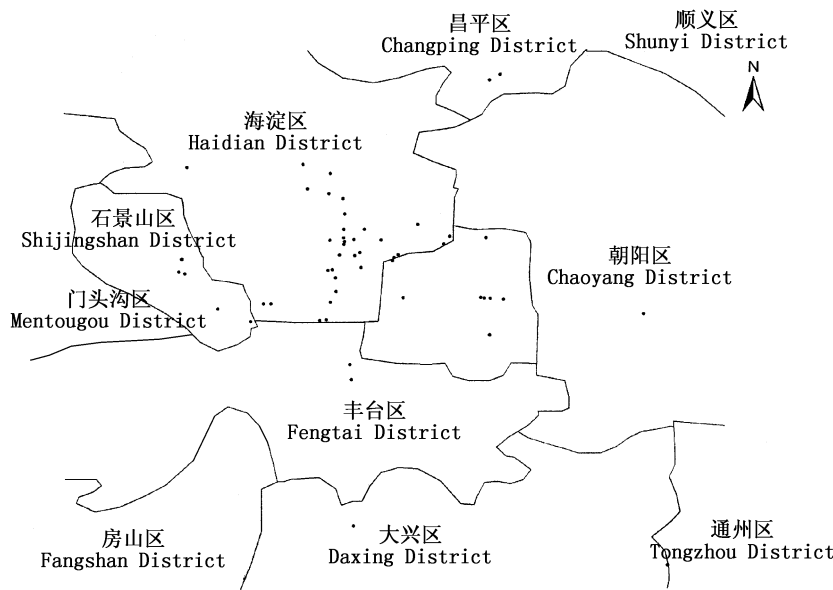 昌平区
Changping District
顺义区
Shunyi District
N
海淀区
Haidian District
石景山区
Shijingshan District
朝阳区
Chaoyang District
门头沟区
Mentougou District
丰台区
Fengtai District
房山区
Fangshan District
大兴区
Daxing District
通州区
Tongzhou District